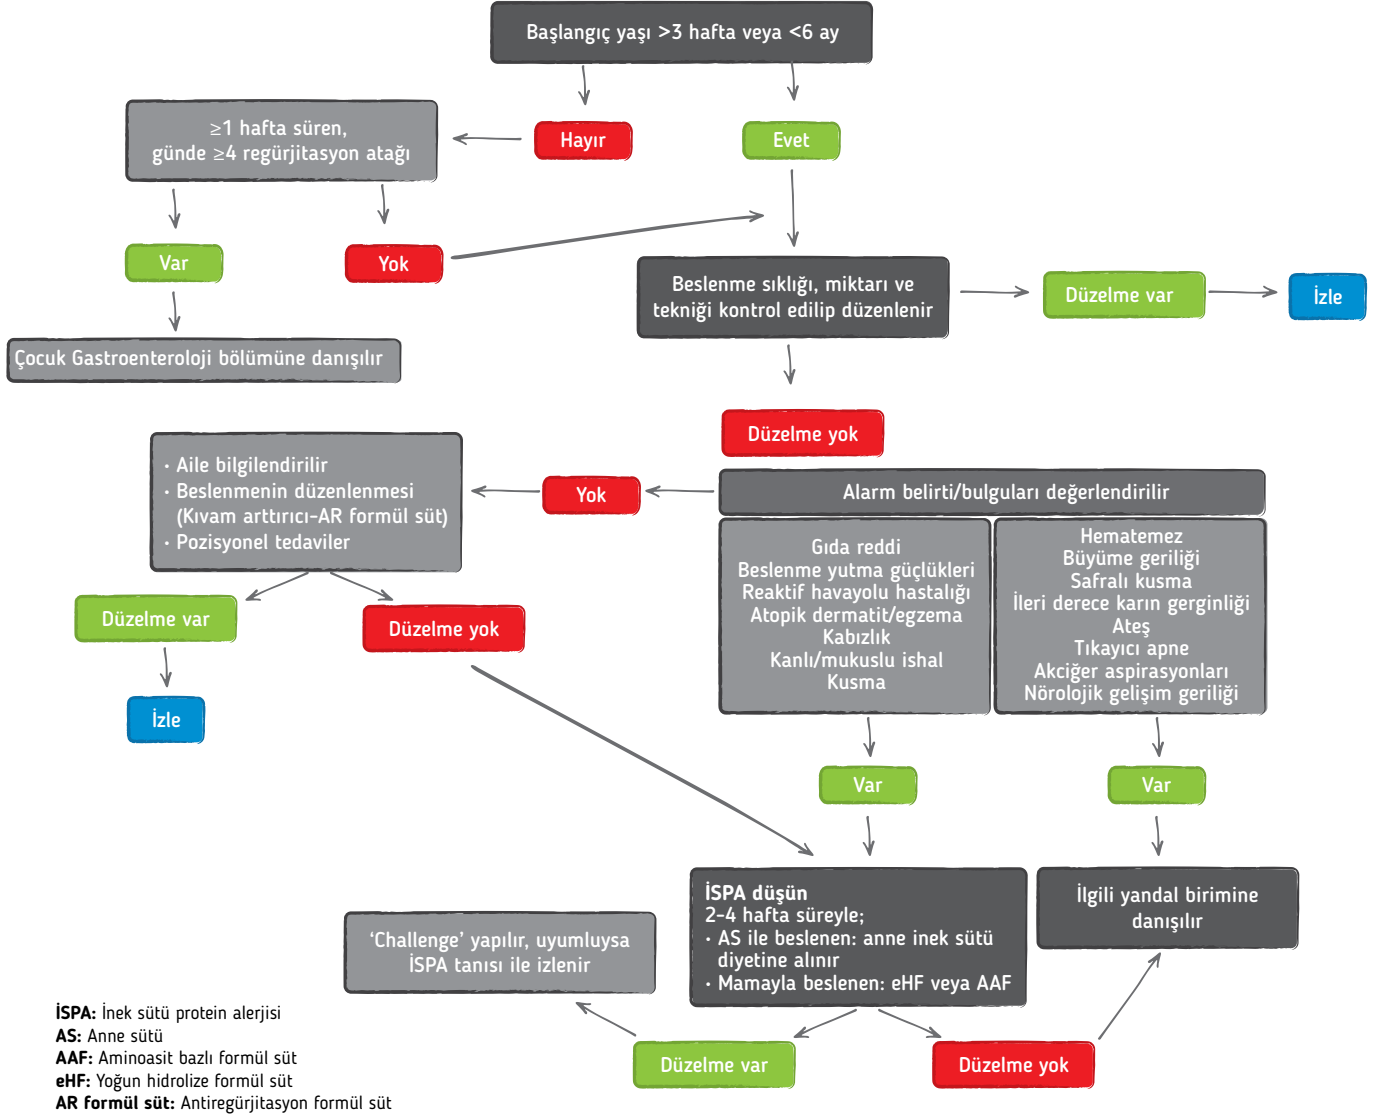 Başlangıç yaşı >3 hafta veya <6 ay
≥1 hafta süren,
günde ≥4 regürjitasyon atağı
Hayır
Evet
Var
Yok
Beslenme sıklığı, miktarı ve
tekniği kontrol edilip düzenlenir
Düzelme var
İzle
Çocuk Gastroenteroloji bölümüne danışılır
Düzelme yok
· Aile bilgilendirilir
· Beslenmenin düzenlenmesi
(Kıvam arttırıcı-AR formül süt)
· Pozisyonel tedaviler
Yok
Alarm belirti/bulguları değerlendirilir
Gıda reddi
Beslenme yutma güçlükleri
Reaktif havayolu hastalığı
Atopik dermatit/egzema
Kabızlık
Kanlı/mukuslu ishal
Kusma
Hematemez
Büyüme geriliği
Safralı kusma
İleri derece karın gerginliği
Ateş
Tıkayıcı apne
Akciğer aspirasyonları
Nörolojik gelişim geriliği
Düzelme var
Düzelme yok
İzle
Var
Var
İSPA düşün
2-4 hafta süreyle;
· AS ile beslenen: anne inek sütü
diyetine alınır
· Mamayla beslenen: eHF veya AAF
İlgili yandal birimine
danışılır
‘Challenge’ yapılır, uyumluysa
İSPA tanısı ile izlenir
Düzelme var
Düzelme yok
İSPA: İnek sütü protein alerjisi
AS: Anne sütü
AAF: Aminoasit bazlı formül süt
eHF: Yoğun hidrolize formül süt
AR formül süt: Antiregürjitasyon formül süt